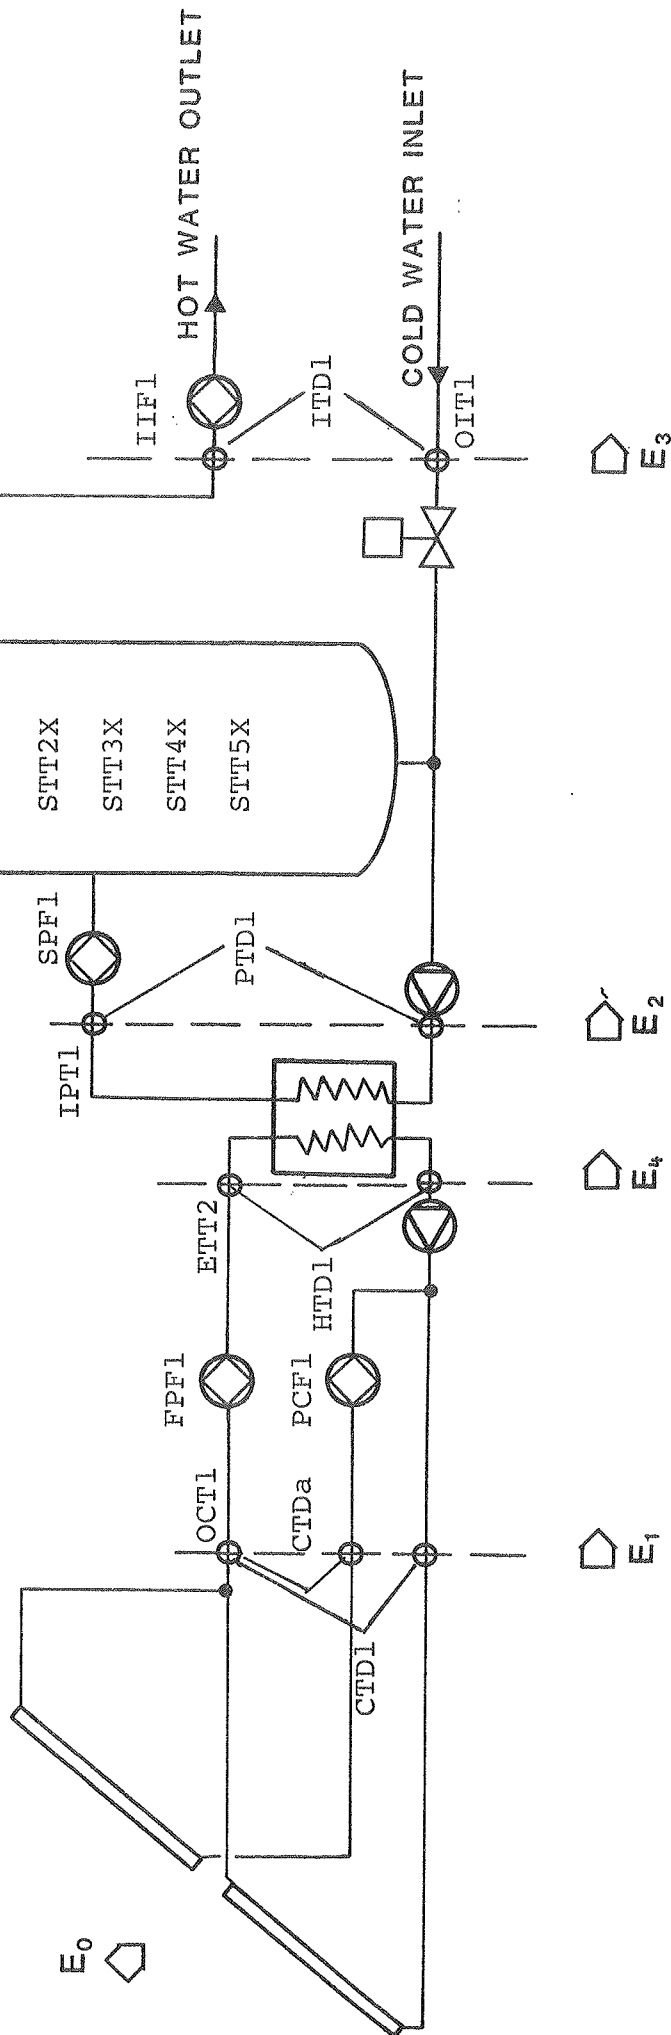 HOT WATER OUTLET
COLD WATER INLET
IIF1
ITD1
OIT1
E3
STT2X
STT3X
STT4X
STT5X
SPF1
PTD1
IPT1
E2
ETT2
HTD1
E4
FPF1
PCF1
OCT1
CTDa
CTD1
E1
E0